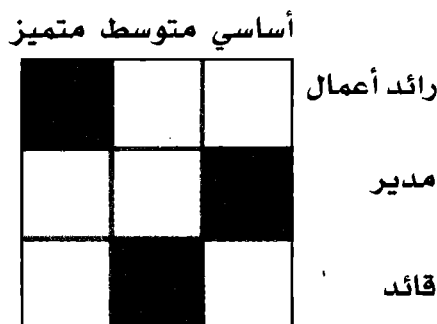 أساسي متوسط متميز
رائد أعمال
مدير
قائد